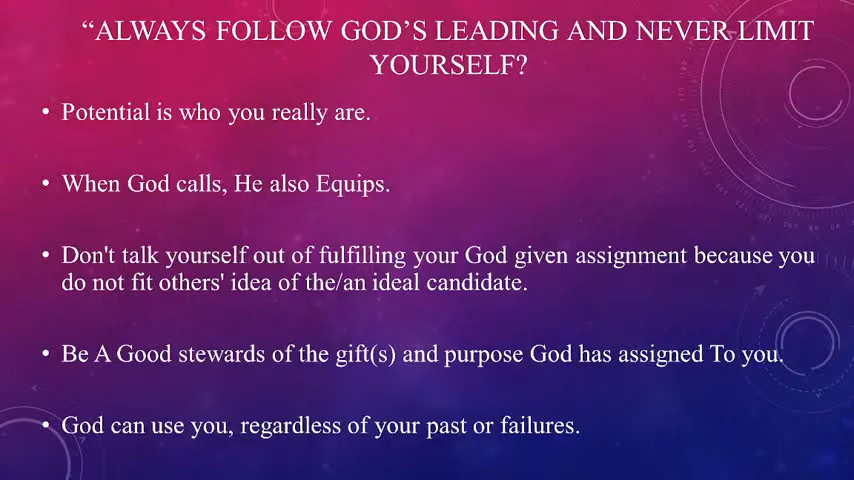 “ALWAYS FOLLOW GOD’S LEADING AND NEVER LIMIT
YOURSELF?
• Potential is who you really are.
• When God calls, He also Equips.
• Don't talk yourself out of fulfilling your God given assignment because you
do not fit others' idea of the/an ideal candidate.
• Be A Good stewards of the gift(s) and purpose God has assigned To you.
• God can use you, regardless of your past or failures.